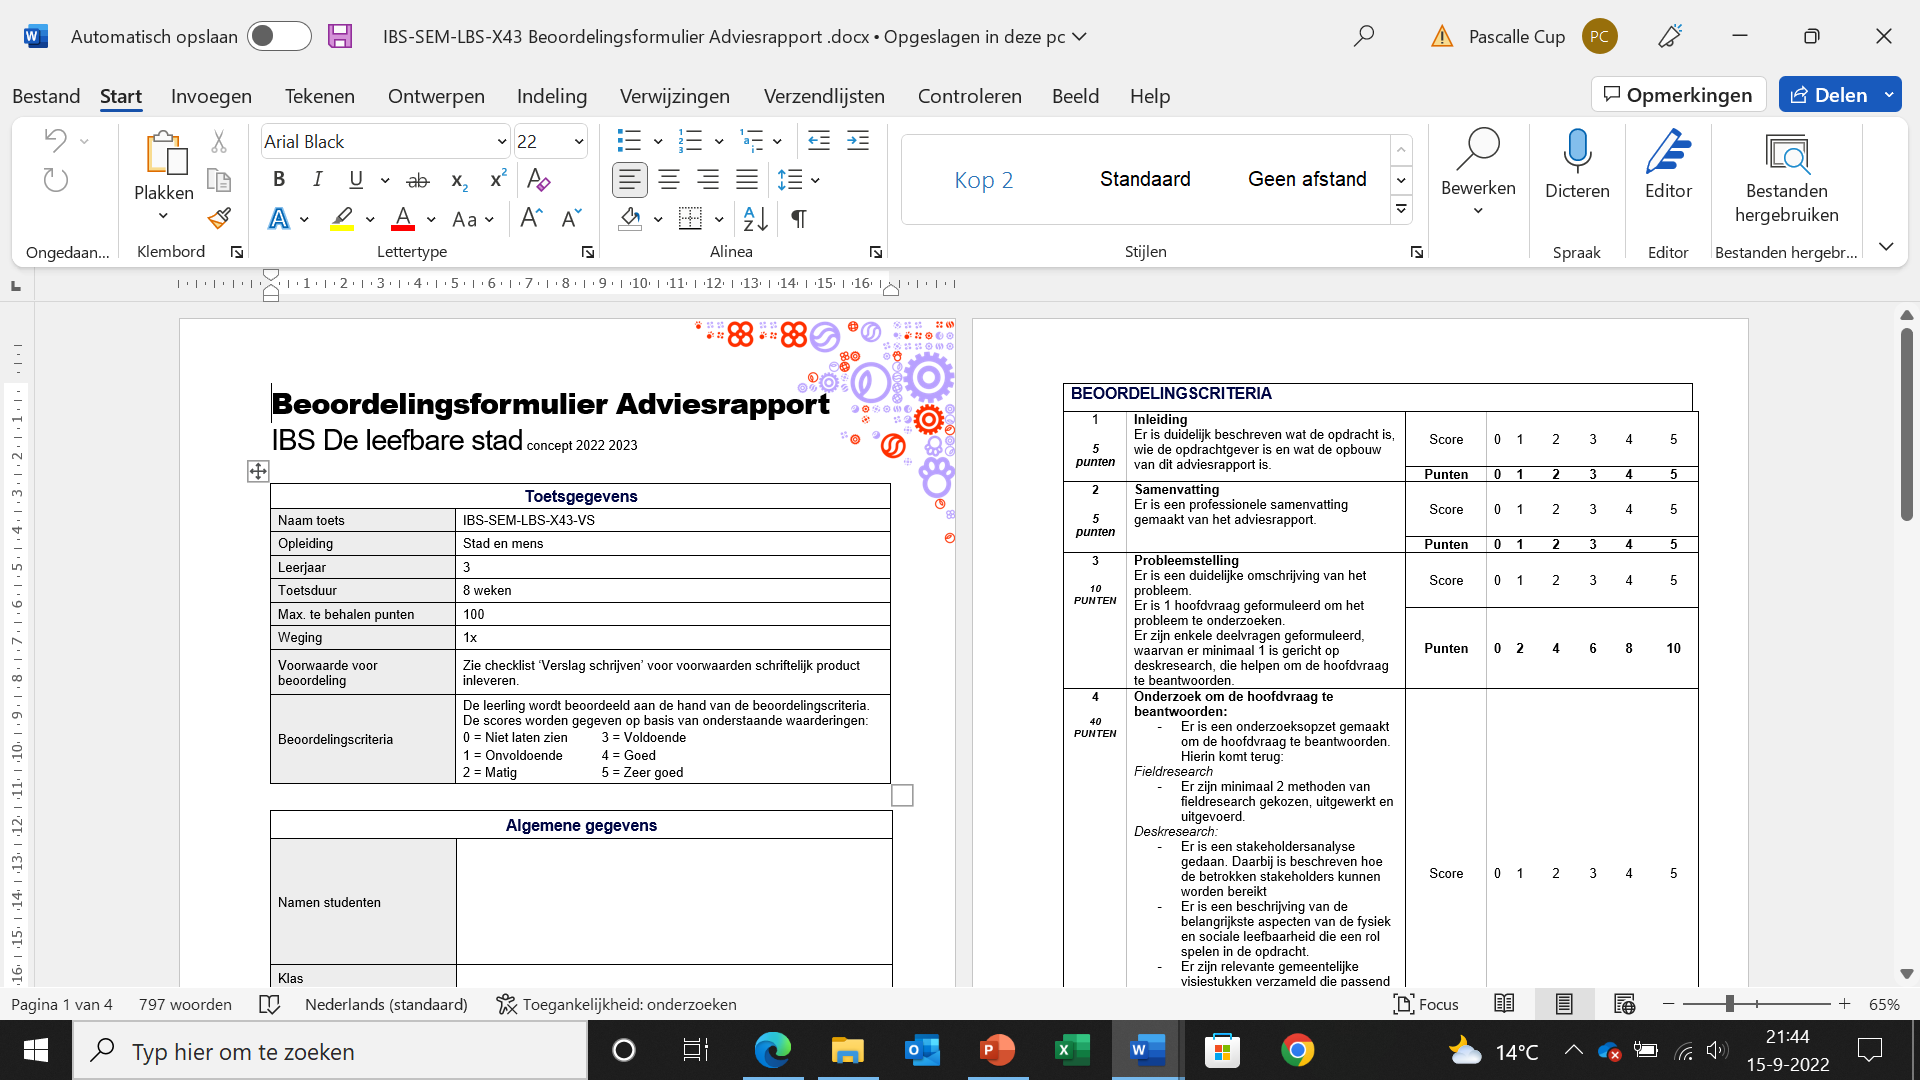 Automatisch opslaan
IBS-SEM-LBS-X43 Beoordelingsformulier Adviesrapport .docx • Opgeslagen in deze pc
Pascalle Cup
PC
Bestand Start Invoegen Tekenen Ontwerpen Indeling Verwijzingen Verzendlijsten Controleren Beeld Help
Opmerkingen Delen
Plakken
Arial Black 22
Kop 2 Standaard Geen afstand
Bewerken
Dicteren
Editor
Bestanden
hergebruiken
Ongedaan... Klembord Lettertype Alinea Stijlen Spraak Editor Bestanden hergebr...
1 2 3 4 5 6 7 8 9 10 11 12 13 14 15 16
Beoordelingsformulier Adviesrapport
IBS De leefbare stad concept 2022 2023
Toetsgegevens
Naam toets IBS-SEM-LBS-X43-VS
Opleiding Stad en mens
Leerjaar 3
Toetsduur 8 weken
Max. te behalen punten 100
Weging 1x
Voorwaarde voor
beoordeling
Zie checklist ‘Verslag schrijven’ voor voorwaarden schriftelijk product
inleveren.
Beoordelingscriteria
De leerling wordt beoordeeld aan de hand van de beoordelingscriteria.
De scores worden gegeven op basis van onderstaande waarderingen:
0 = Niet laten zien 3 = Voldoende
1 = Onvoldoende 4 = Goed
2 = Matig 5 = Zeer goed
Algemene gegevens
Namen studenten
Klas
BEOORDELINGSCRITERIA
1
5
punten
Inleiding
Er is duidelijk beschreven wat de opdracht is,
wie de opdrachtgever is en wat de opbouw
van dit adviesrapport is.
Score 0 1 2 3 4 5
Punten 0 1 2 3 4 5
2
5
punten
Samenvatting
Er is een professionele samenvatting
gemaakt van het adviesrapport.
Score 0 1 2 3 4 5
Punten 0 1 2 3 4 5
3
10
PUNTEN
Probleemstelling
Er is een duidelijke omschrijving van het
probleem.
Er is 1 hoofdvraag geformuleerd om het
probleem te onderzoeken.
Er zijn enkele deelvragen geformuleerd,
waarvan er minimaal 1 is gericht op
deskresearch, die helpen om de hoofdvraag
te beantwoorden.
Score 0 1 2 3 4 5
Punten 0 2 4 6 8 10
4
40
PUNTEN
Onderzoek om de hoofdvraag te
beantwoorden:
- Er is een onderzoeksopzet gemaakt
om de hoofdvraag te beantwoorden.
Hierin komt terug:
Fieldresearch
- Er zijn minimaal 2 methoden van
fieldresearch gekozen, uitgewerkt en
uitgevoerd.
Deskresearch:
- Er is een stakeholdersanalyse
gedaan. Daarbij is beschreven hoe
de betrokken stakeholders kunnen
worden bereikt
- Er is een beschrijving van de
belangrijkste aspecten van de fysiek
en sociale leefbaarheid die een rol
spelen in de opdracht.
- Er zijn relevante gemeentelijke
visiestukken verzameld die passend
Score 0 1 2 3 4 5
Pagina 1 van 4 797 woorden Nederlands (standaard) Toegankelijkheid: onderzoeken Focus 65%
Typ hier om te zoeken
14°C
21:44
15-9-2022